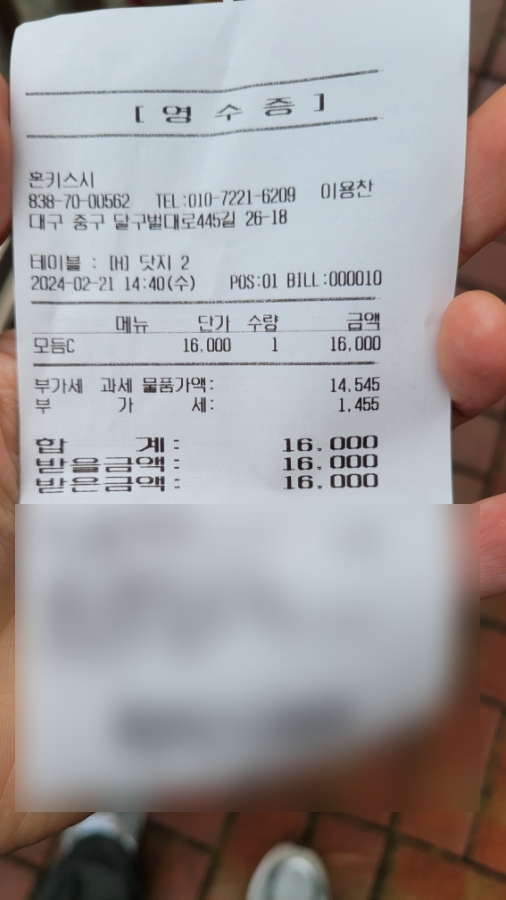 [ 영 수 증 ]
혼키스시
838-70-00562 TEL:010-7221-6209 이용찬
대구 중구 달구벌대로445길 26-18
테이블 : [H] 닷지 2
2024-02-21 14:40(수) POS:01 BILL:000010
메뉴 단가 수량 금액
모듬C 16,000 1 16,000
부가세 과세 물품가액: 14,545
부 가 세: 1,455
합 계: 16,000
받을금액: 16,000
받은금액: 16,000